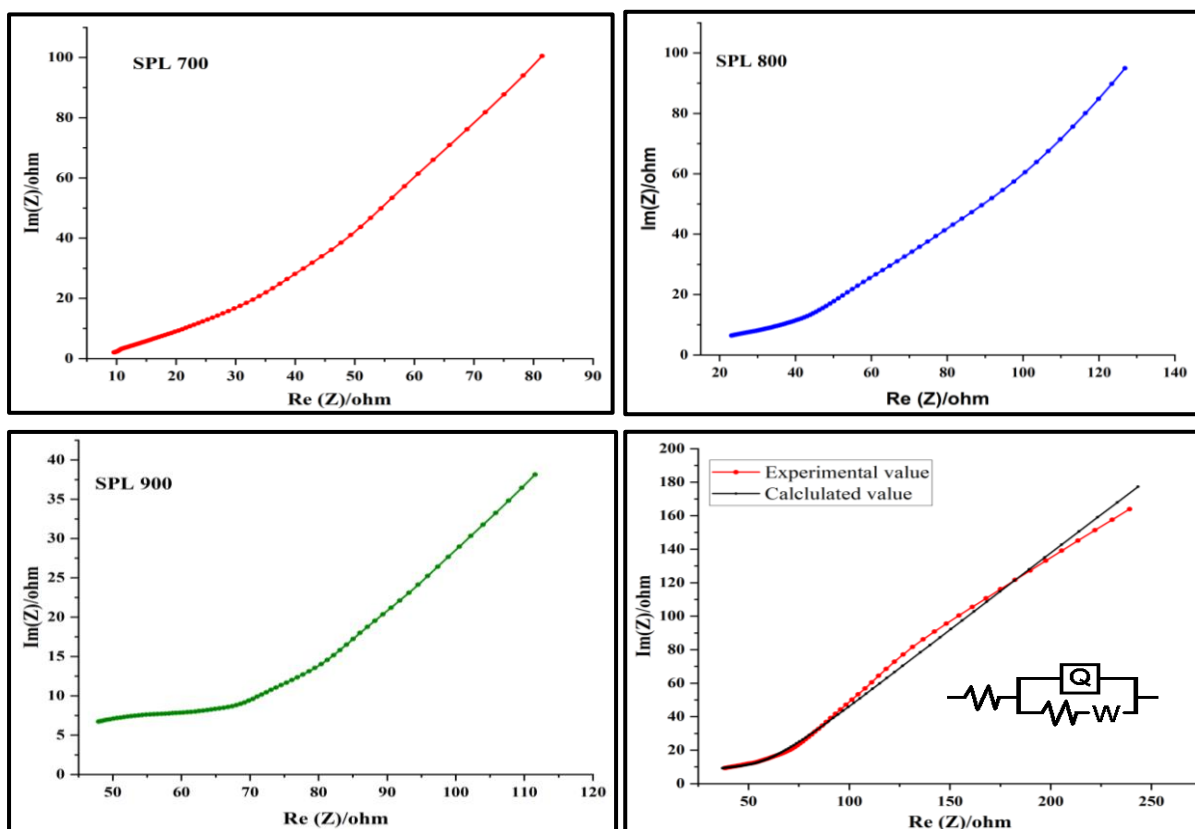 SPL 700
Im(Z)/ohm
100
80
60
40
20
0
10 20 30 40 50 60 70 80 90
Re (Z)/ohm
SPL 800
Im(Z)/ohm
100
80
60
40
20
0
20 40 60 80 100 120 140
Re (Z)/ohm
SPL 900
Im(Z)/ohm
40
35
30
25
20
15
10
5
0
50 60 70 80 90 100 110 120
Re (Z)/ohm
Experimental value
Calclulated value
Im(Z)/ohm
200
180
160
140
120
100
80
60
40
20
0
Q
W
50 100 150 200 250
Re (Z)/ohm